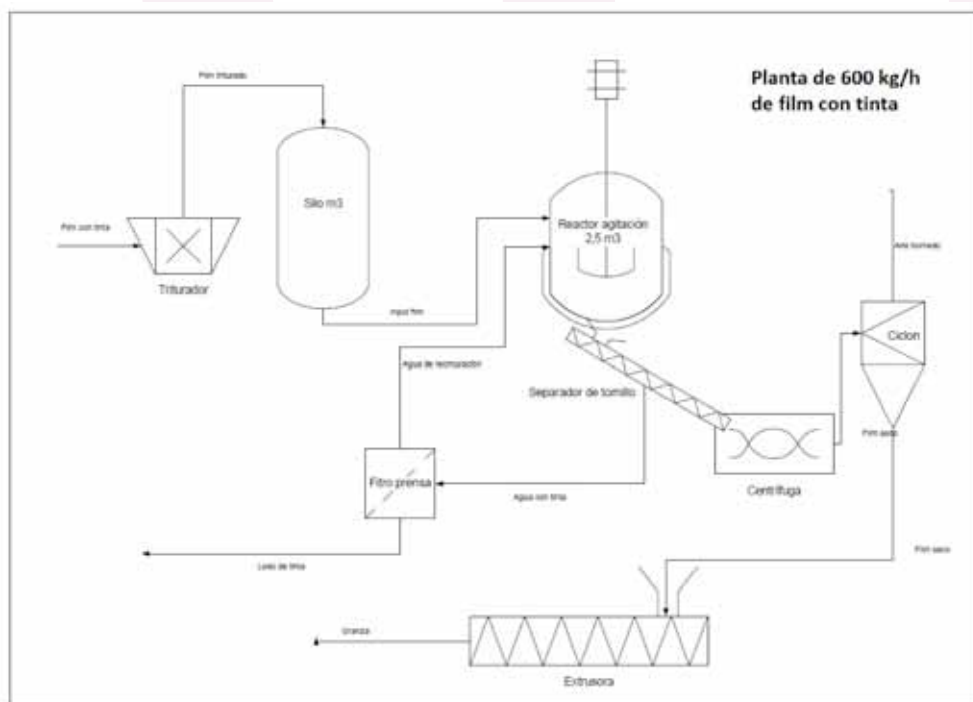 Planta de 600 kg/h
de film con tinta
Film triturado
Silo m3
Reactor agitación
2,5 m3
Film con tinta
Triturador
Aire húmedo
Ciclon
Input film
Agua de recirculación
Separador de tornillo
Film seco
Filtro prensa
Agua con tinta
Centrífuga
Lodo de tinta
Film seco
Granza
Extrusora